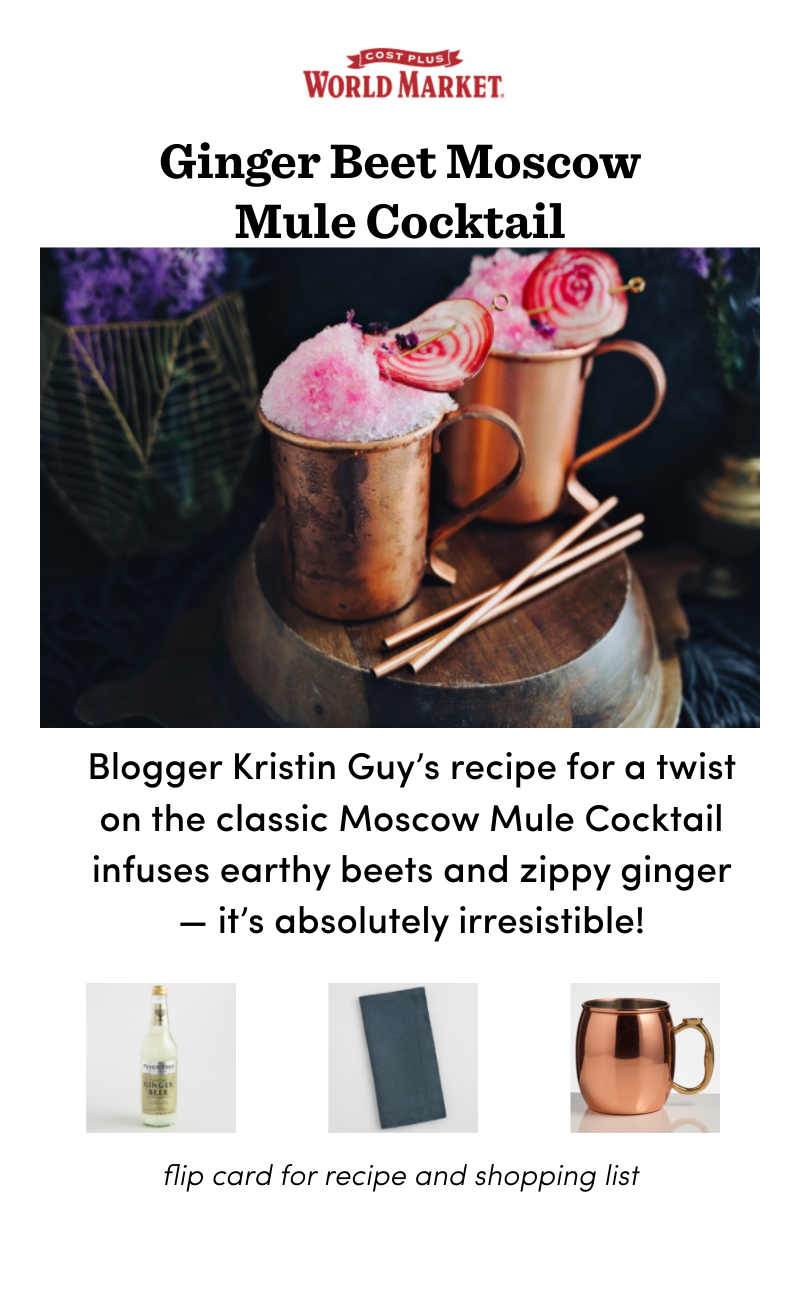 COST PLUS
WORLD MARKET.
Ginger Beet Moscow
Mule Cocktail
Blogger Kristin Guy’s recipe for a twist
on the classic Moscow Mule Cocktail
infuses earthy beets and zippy ginger
— it’s absolutely irresistible!
FEVER-TREE
GINGER
BEER
flip card for recipe and shopping list